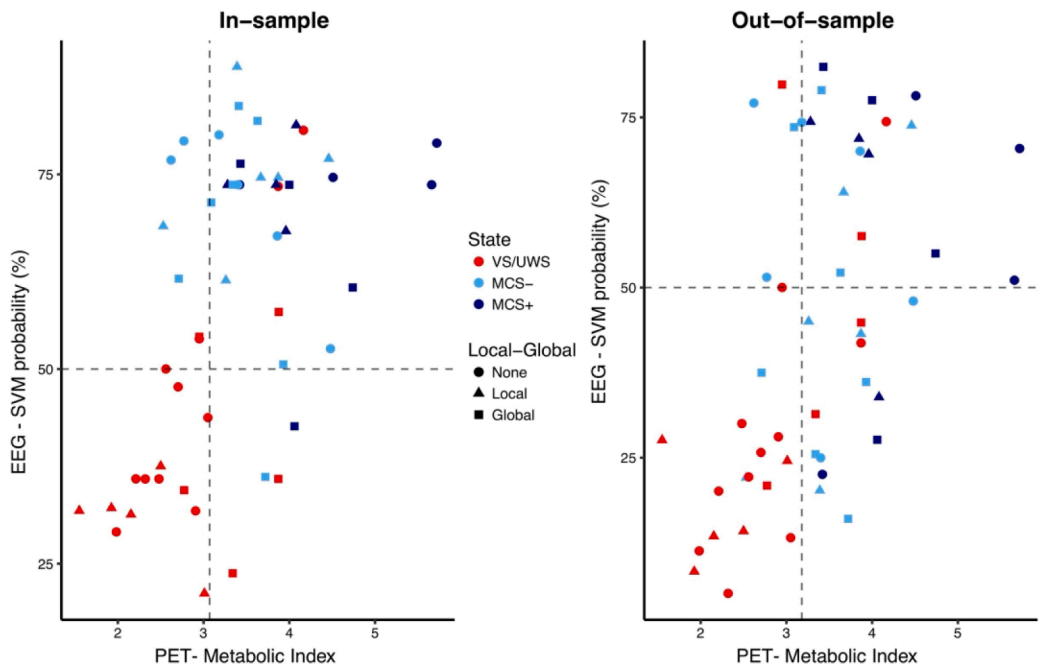 In−sample
Out−of−sample
EEG - SVM probability (%)
75
50
25
2
3
4
5
PET- Metabolic Index
State
VS/UWS
MCS−
MCS+
Local−Global
None
Local
Global
EEG - SVM probability (%)
75
50
25
2
3
4
5
PET- Metabolic Index